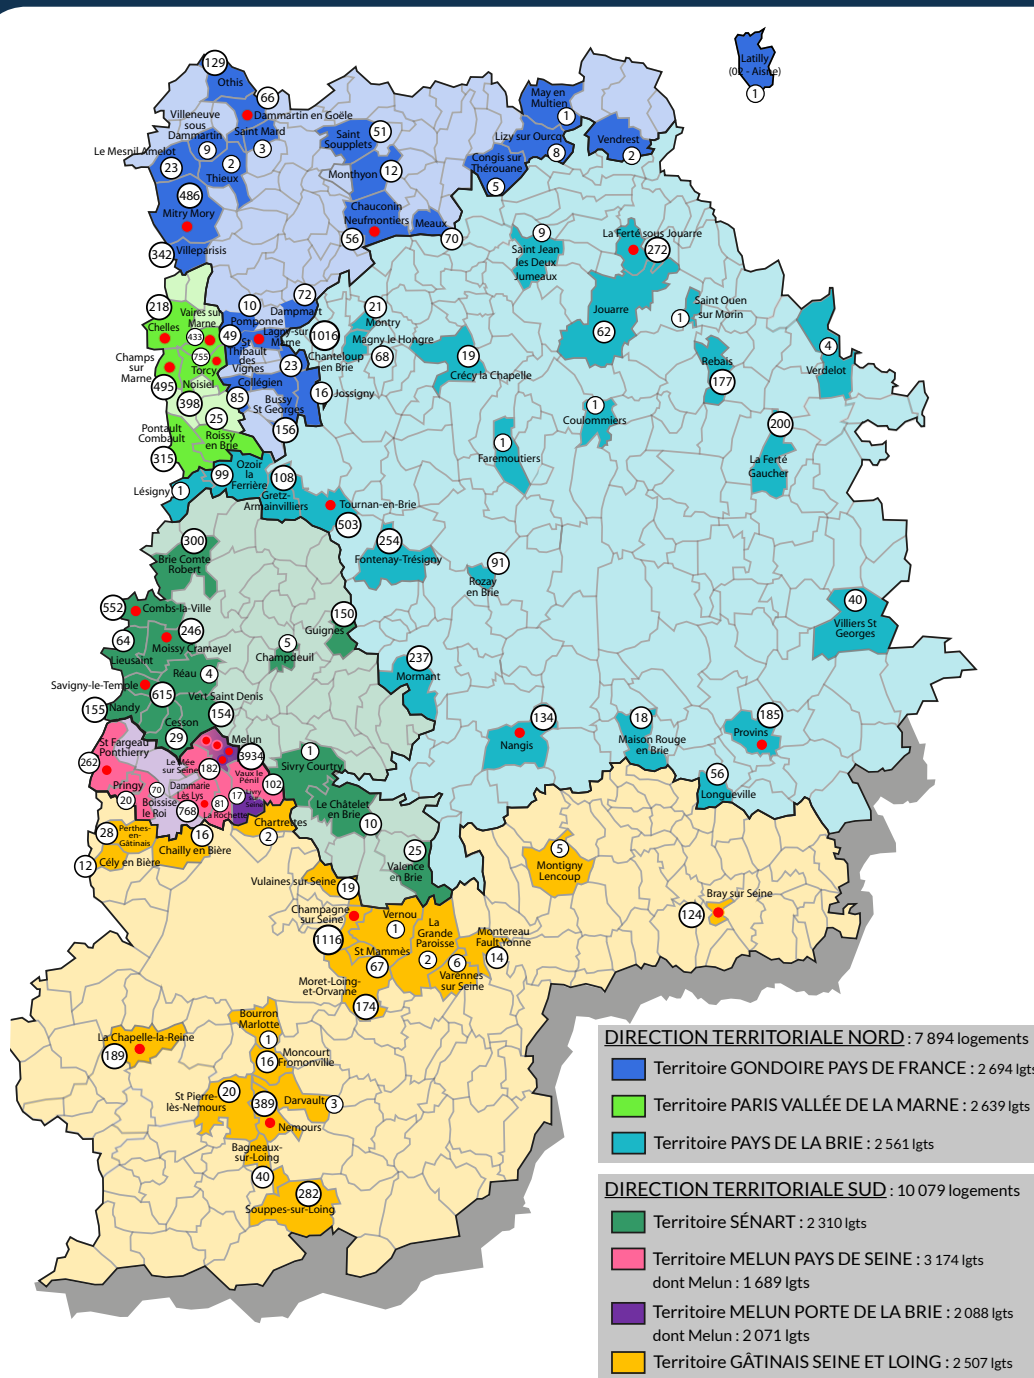 Latilly
(02 - Aisne)
1
129
Othis
66
Dammartin en Goële
Villeneuve
sous
Dammartin
Saint Mard
3
9
Le Mesnil Amelot
23
2
Thieux
486
Mitry Mory
342
Villeparisis
Saint
Soupplets
51
Monthyon
12
Chauconin
Neufmontiers
56
Meaux
70
May en
Multien
1
Lizy sur Ourcq
8
Congis sur
Thérouane
5
Vendrest
2
9
Saint Jean
les Deux
Jumeaux
La Ferté sous Jouarre
272
Jouarre
62
Saint Ouen
sur Morin
1
Rebais
177
4
Verdelot
218
Chelles
Vaires sur
Marne
433
755
Torcy
Champs
sur
Marne
495
Noisiel
398
25
Roissy
en Brie
Pontault
Combault
315
10
Pomponne
72
Dampmart
49
St
Thibault
des
Vignes
Lagny-sur
Marne
1016
Chanteloup
en Brie
23
Collégien
85
Bussy
St Georges
156
16
Jossigny
21
Montry
Magny le Hongre
68
19
Crécy la Chapelle
1
Coulommiers
1
Faremoutiers
200
La Ferté
Gaucher
Lésigny
1
99
Ozoir
la
Ferrière
108
Gretz-
Armainvilliers
Tournan-en-Brie
503
254
Fontenay-Trésigny
91
Rozay
en Brie
40
Villiers St
Georges
300
Brie Comte
Robert
552
Combs-la-Ville
64
246
Moissy Cramayel
Lieusaint
150
Guignes
5
Champdeuil
Réau
4
Savigny-le-Temple
615
Vert Saint Denis
155
Nandy
154
Cesson
29
237
Mormant
134
Nangis
18
Maison Rouge
en Brie
185
Provins
56
Longueville
St Fargeau
Ponthierry
262
Melun
3934
Le Mée
sur Seine
182
Vaux le
Pénil
102
Pringy
20
70
Boissise
le Roi
Dammarie
Lès Lys
768
81
La Rochette
17
Livry
sur
Seine
1
Sivry Courtry
Le Châtelet
en Brie
10
25
Valence
en Brie
28
Perthes-
en-
Gâtinais
16
Chailly en Bière
12
Cély en Bière
Chartrettes
2
Vulaines sur Seine
19
Champagne
sur Seine
1116
Vernou
1
La
Grande
Paroisse
2
St Mammès
67
Moret-Loing-
et-Orvanne
174
Montereau
Fault Yonne
14
6
Varennes
sur Seine
5
Montigny
Lencoup
Bray sur Seine
124
La Chapelle-la-Reine
189
Bourron
Marlotte
1
Moncourt
Fromonville
16
St Pierre-
lès-Nemours
20
389
Darvault
3
Nemours
Bagneaux-
sur-Loing
40
282
Souppes-sur-Loing
DIRECTION TERRITORIALE NORD : 7 894 logements
Territoire GONDOIRE PAYS DE FRANCE : 2 694 lgts
Territoire PARIS VALLÉE DE LA MARNE : 2 639 lgts
Territoire PAYS DE LA BRIE : 2 561 lgts
DIRECTION TERRITORIALE SUD : 10 079 logements
Territoire SÉNART : 2 310 lgts
Territoire MELUN PAYS DE SEINE : 3 174 lgts
dont Melun : 1 689 lgts
Territoire MELUN PORTE DE LA BRIE : 2 088 lgts
dont Melun : 2 071 lgts
Territoire GÂTINAIS SEINE ET LOING : 2 507 lgts